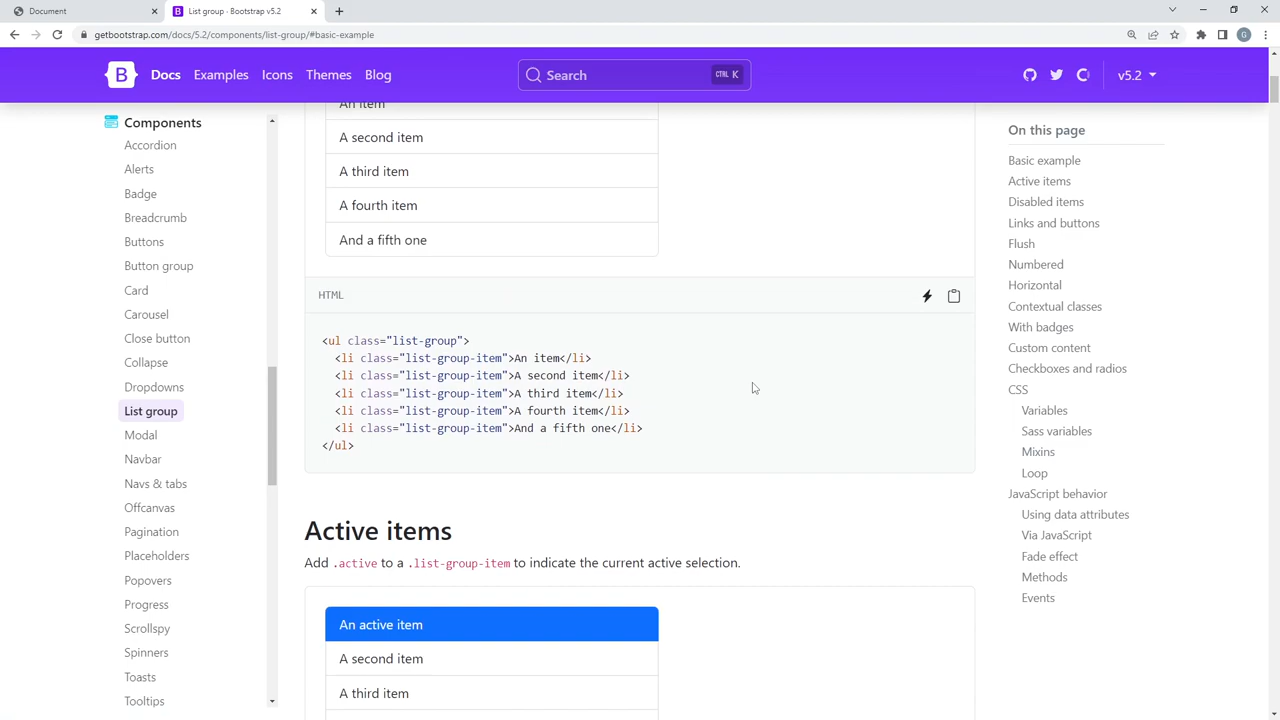 Document
List group · Bootstrap v5.2
getbootstrap.com/docs/5.2/components/list-group/#basic-example
G
B
Docs
Examples
Icons
Themes
Blog
Search
CTRL K
v5.2
Components
Accordion
Alerts
Badge
Breadcrumb
Buttons
Button group
Card
Carousel
Close button
Collapse
Dropdowns
List group
Modal
Navbar
Navs & tabs
Offcanvas
Pagination
Placeholders
Popovers
Progress
Scrollspy
Spinners
Toasts
Tooltips
An item
A second item
A third item
A fourth item
And a fifth one
HTML
<ul class="list-group">
  <li class="list-group-item">An item</li>
  <li class="list-group-item">A second item</li>
  <li class="list-group-item">A third item</li>
  <li class="list-group-item">A fourth item</li>
  <li class="list-group-item">And a fifth one</li>
</ul>
Active items
Add .active to a .list-group-item to indicate the current active selection.
An active item
A second item
A third item
On this page
Basic example
Active items
Disabled items
Links and buttons
Flush
Numbered
Horizontal
Contextual classes
With badges
Custom content
Checkboxes and radios
CSS
Variables
Sass variables
Mixins
Loop
JavaScript behavior
Using data attributes
Via JavaScript
Fade effect
Methods
Events